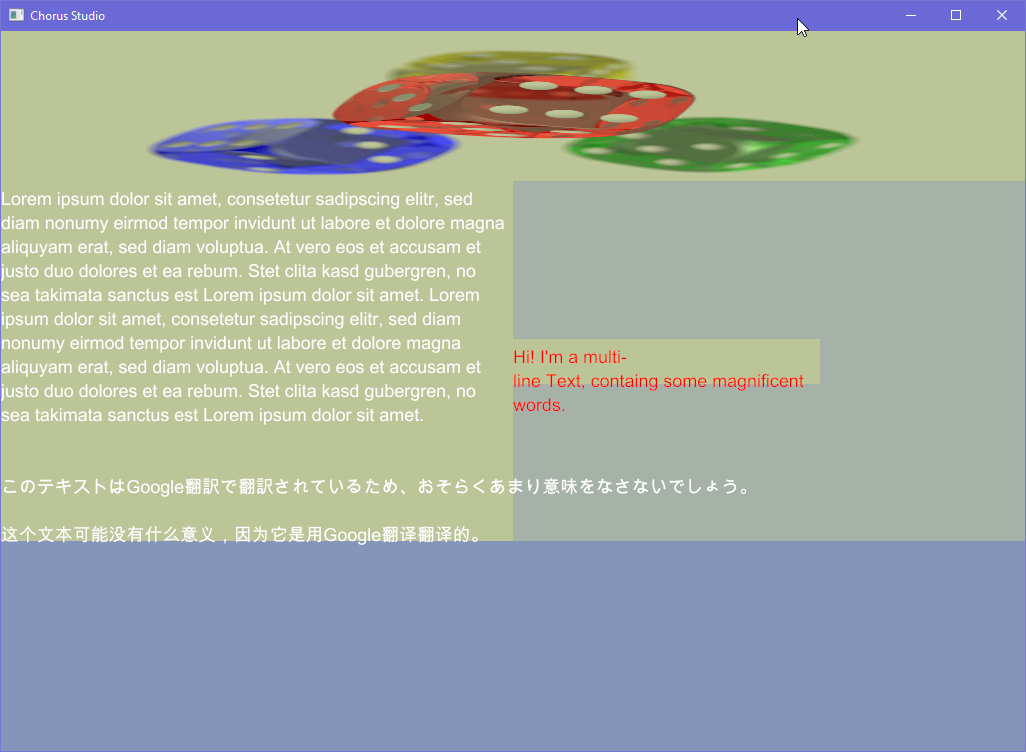 Chorus Studio
Lorem ipsum dolor sit amet, consetetur sadipscing elitr, sed
diam nonumy eirmod tempor invidunt ut labore et dolore magna
aliquyam erat, sed diam voluptua. At vero eos et accusam et
justo duo dolores et ea rebum. Stet clita kasd gubergren, no
sea takimata sanctus est Lorem ipsum dolor sit amet. Lorem
ipsum dolor sit amet, consetetur sadipscing elitr, sed diam
nonumy eirmod tempor invidunt ut labore et dolore magna
aliquyam erat, sed diam voluptua. At vero eos et accusam et
justo duo dolores et ea rebum. Stet clita kasd gubergren, no
sea takimata sanctus est Lorem ipsum dolor sit amet.
Hi! I'm a multi-
line Text, containg some magnificent
words.
このテキストはGoogle翻訳で翻訳されているため、おそらくあまり意味をなさないでしょう。
这个文本可能没有什么意义，因为它是用Google翻译翻译的。